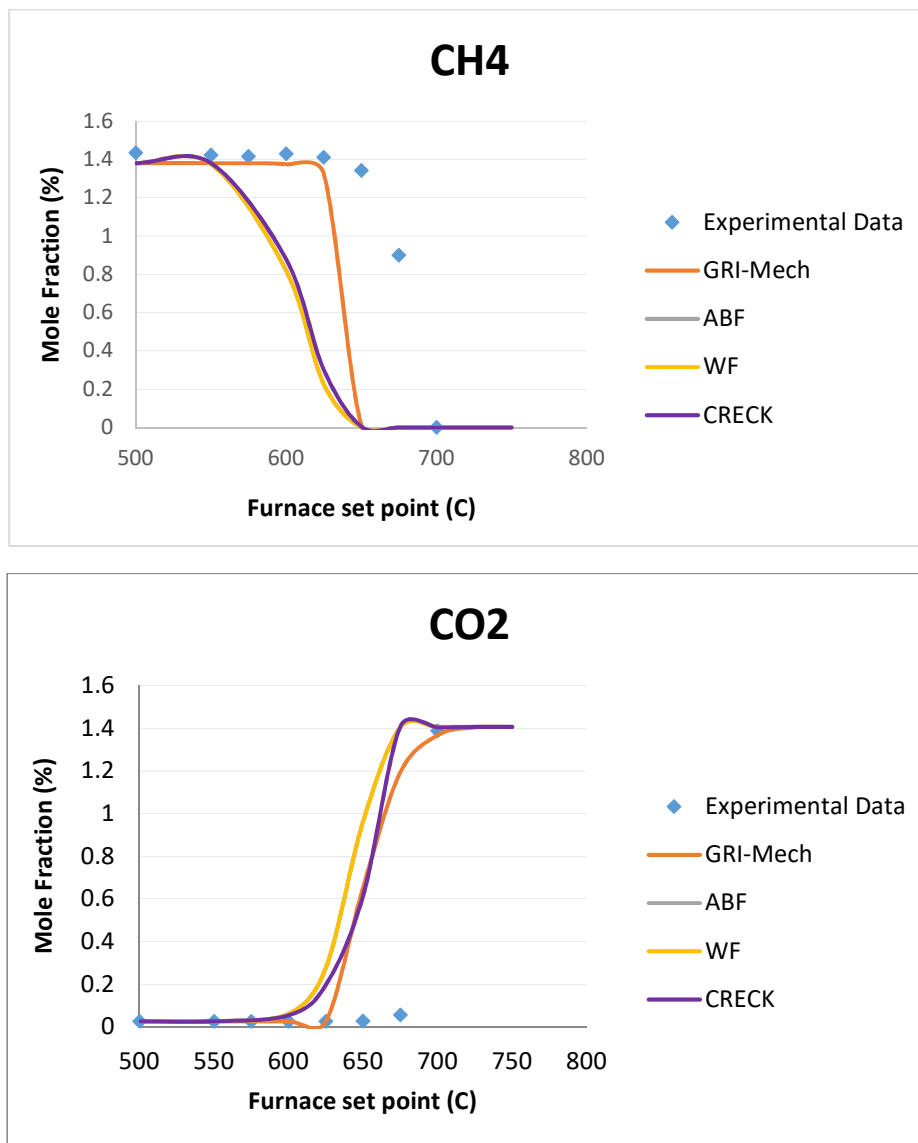 CH4
1.6
1.4
1.2
1
0.8
0.6
0.4
0.2
0
Mole Fraction (%)
500 600 700 800
Furnace set point (C)
Experimental Data
GRI-Mech
ABF
WF
CRECK
CO2
1.6
1.4
1.2
1
0.8
0.6
0.4
0.2
0
Mole Fraction (%)
500 550 600 650 700 750 800
Furnace set point (C)
Experimental Data
GRI-Mech
ABF
WF
CRECK